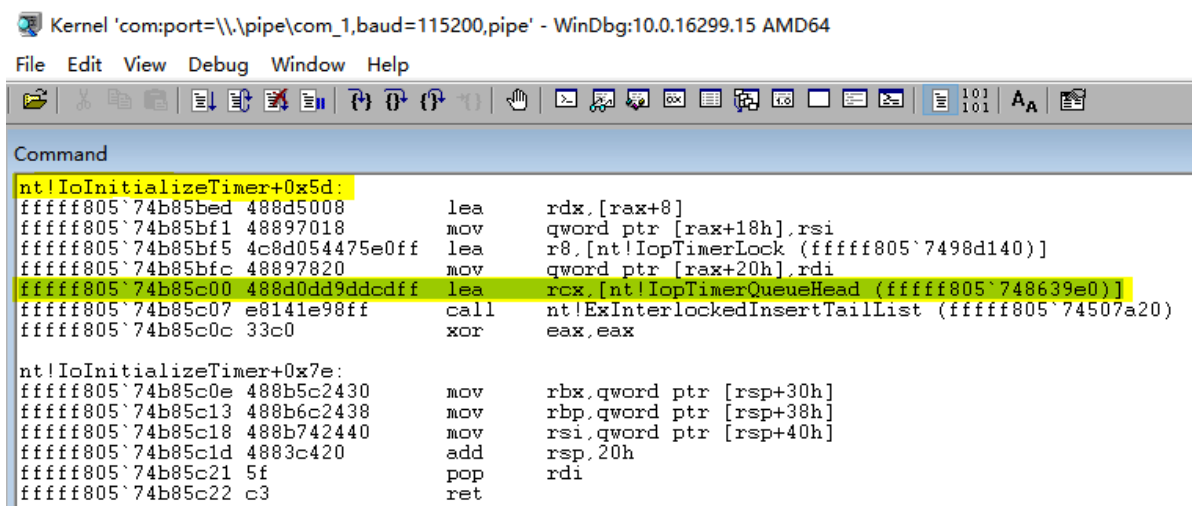 Kernel 'com:port=\\.\pipe\com_1,baud=115200,pipe' - WinDbg:10.0.16299.15 AMD64
File Edit View Debug Window Help
Command
nt!IoInitializeTimer+0x5d:
fffff805`74b85bed 488d5008 lea rdx,[rax+8]
fffff805`74b85bf1 48897018 mov qword ptr [rax+18h],rsi
fffff805`74b85bf5 4c8d054475e0ff lea r8,[nt!IopTimerLock (fffff805`7498d140)]
fffff805`74b85bfc 48897820 mov qword ptr [rax+20h],rdi
fffff805`74b85c00 488d0dd9ddcdff lea rcx,[nt!IopTimerQueueHead (fffff805`748639e0)]
fffff805`74b85c07 e8141e98ff call nt!ExInterlockedInsertTailList (fffff805`74507a20)
fffff805`74b85c0c 33c0 xor eax,eax
nt!IoInitializeTimer+0x7e:
fffff805`74b85c0e 488b5c2430 mov rbx,qword ptr [rsp+30h]
fffff805`74b85c13 488b6c2438 mov rbp,qword ptr [rsp+38h]
fffff805`74b85c18 488b742440 mov rsi,qword ptr [rsp+40h]
fffff805`74b85c1d 4883c420 add rsp,20h
fffff805`74b85c21 5f pop rdi
fffff805`74b85c22 c3 ret